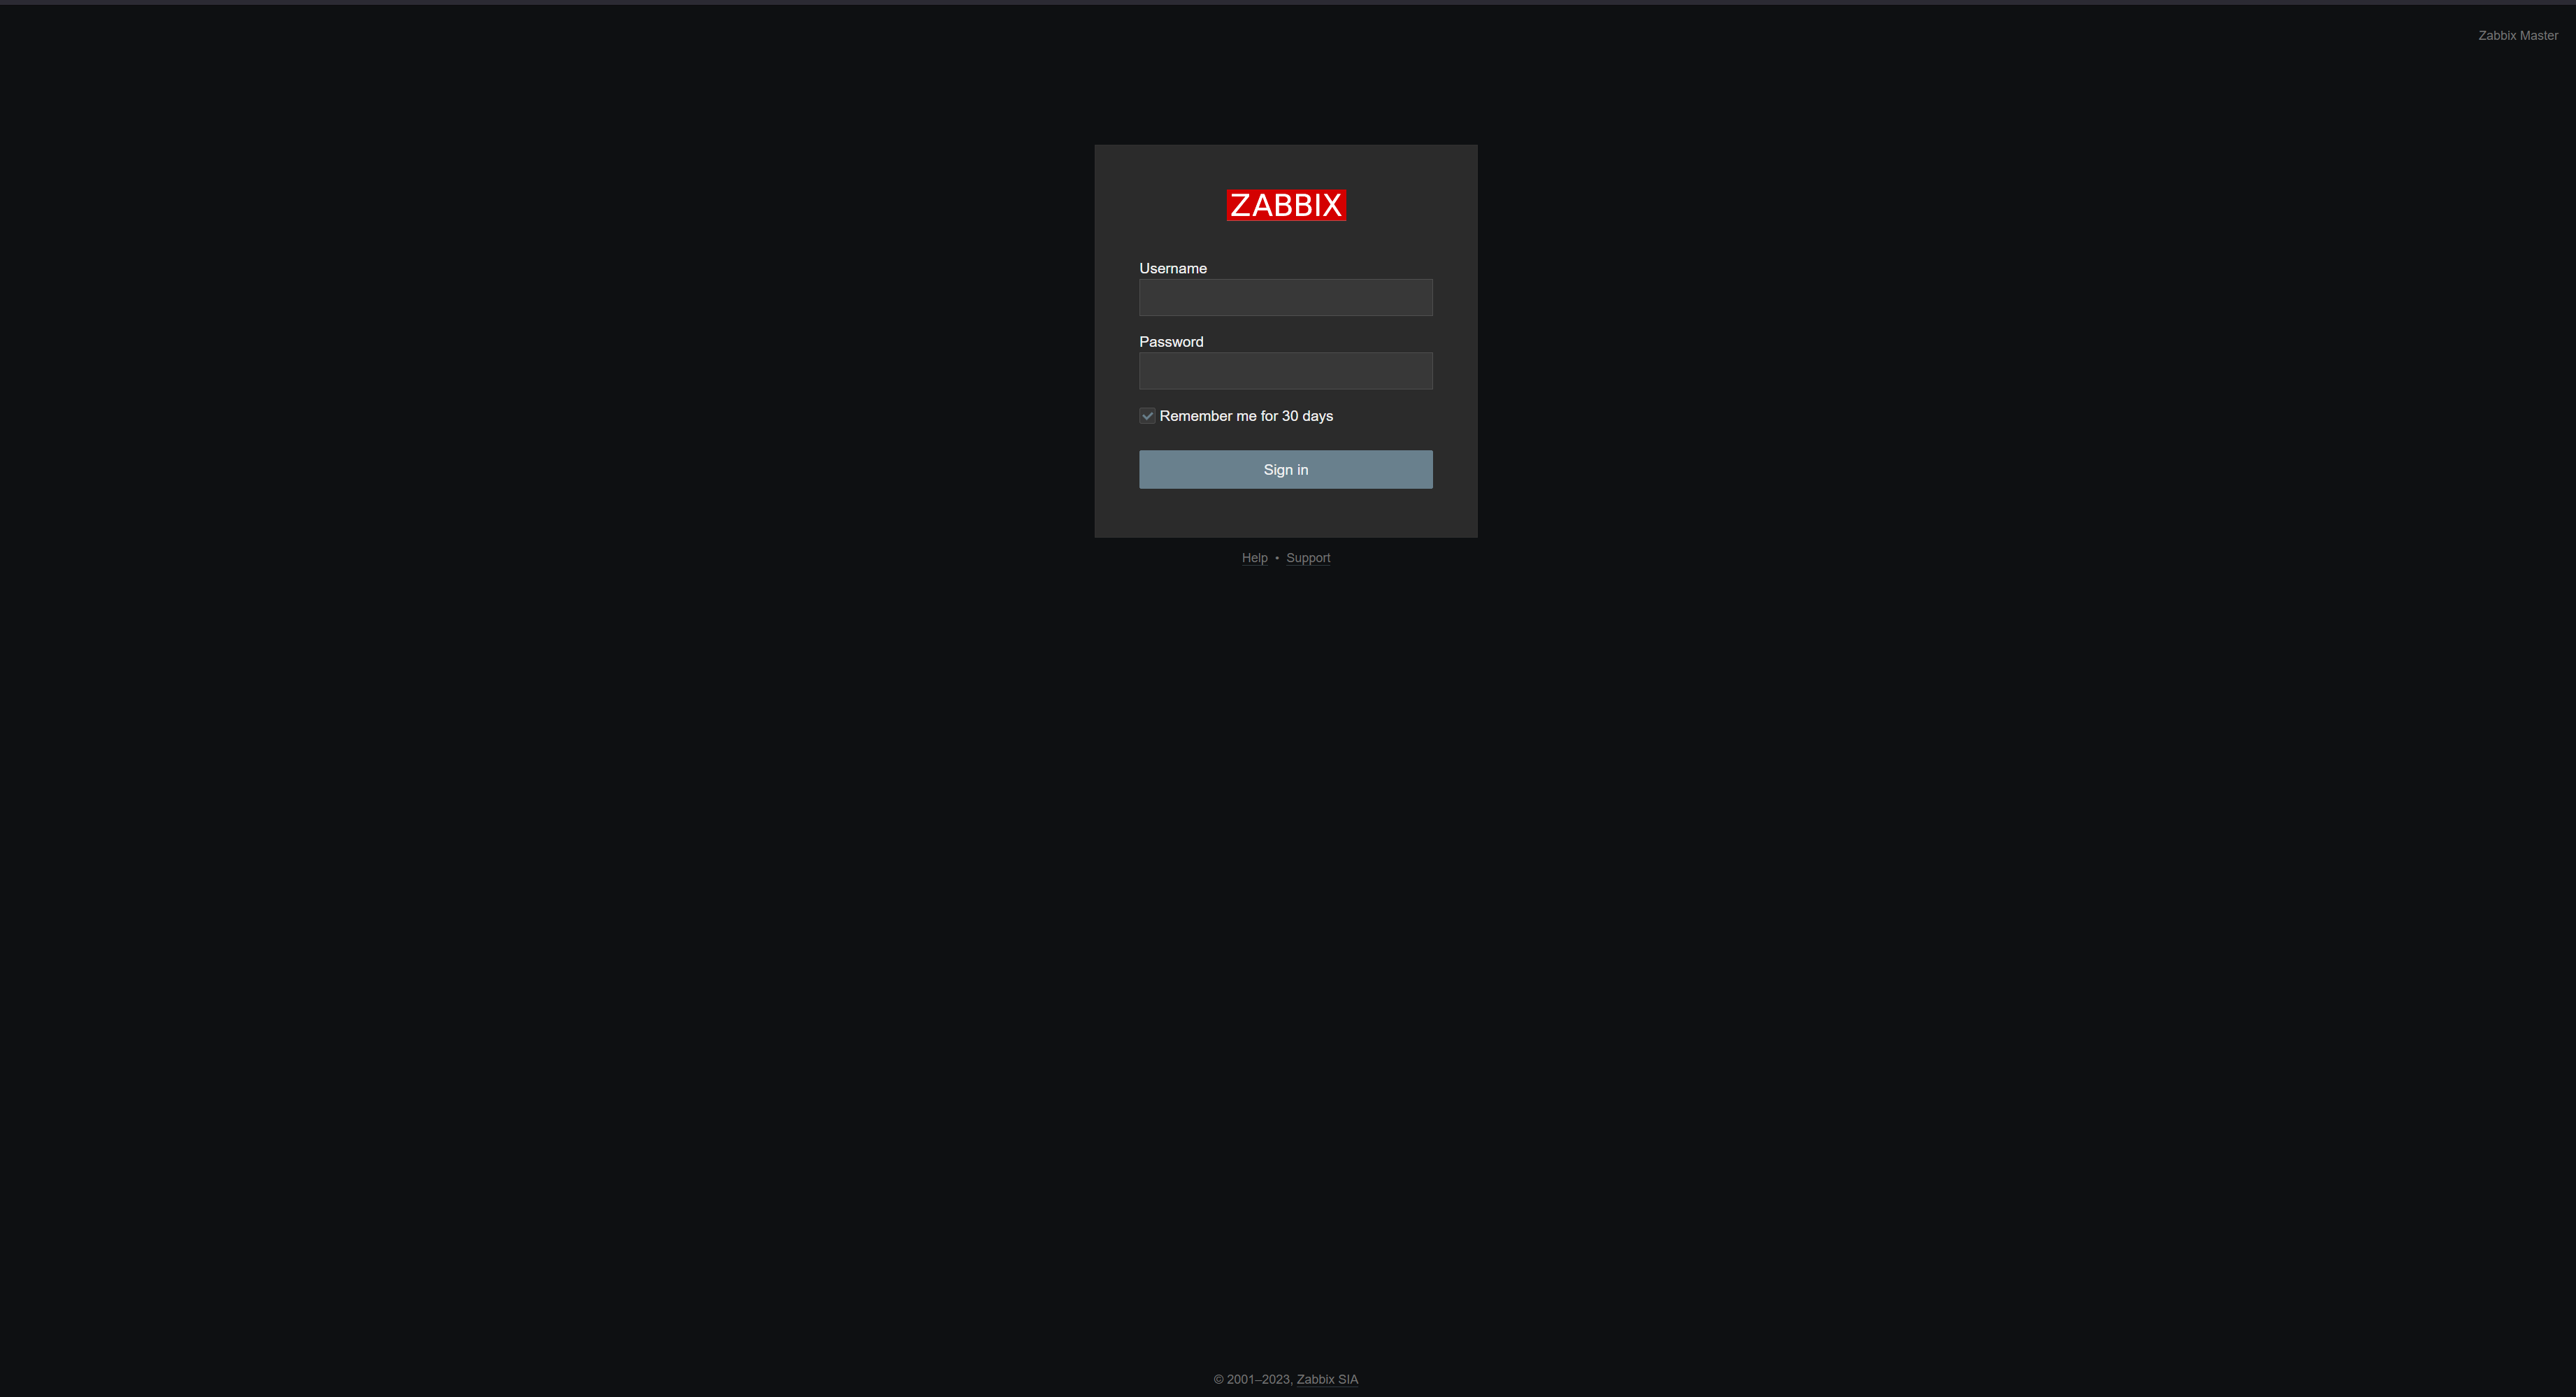 Zabbix Master
ZABBIX
Username
Password
Remember me for 30 days
Sign in
Help • Support
© 2001–2023, Zabbix SIA